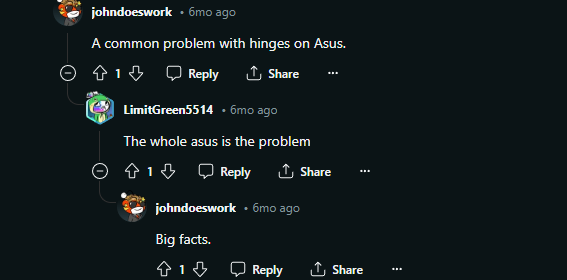 johndoeswork • 6mo ago
A common problem with hinges on Asus.
1 Reply Share ...
LimitGreen5514 • 6mo ago
The whole asus is the problem
1 Reply Share ...
johndoeswork • 6mo ago
Big facts.
1 Reply Share ...